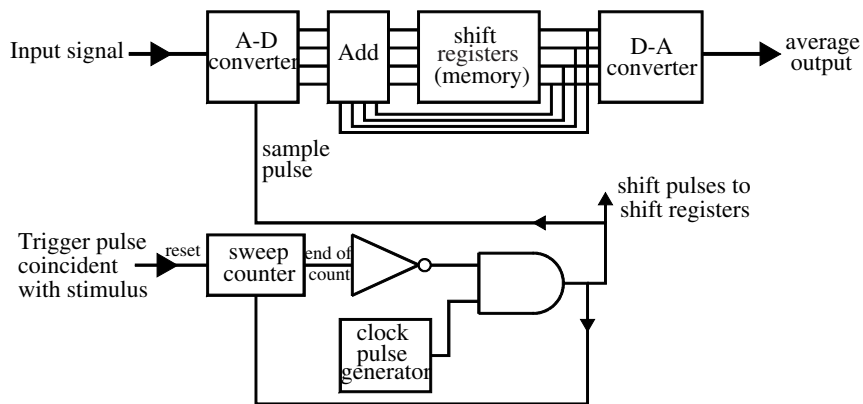 Input signal
A-D
converter
Add
shift
registers
(memory)
D-A
converter
average
output
sample
pulse
shift pulses to
shift registers
Trigger pulse
coincident
with stimulus
reset
sweep
counter
end of
count
clock
pulse
generator